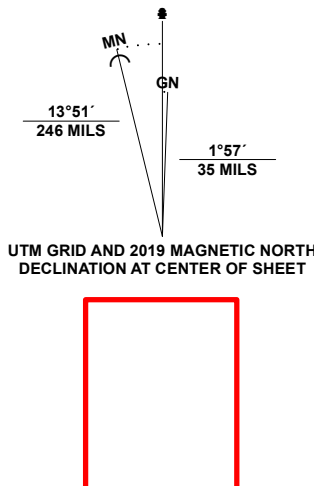 MN
GN
13°51´
246 MILS
1°57´
35 MILS
UTM GRID AND 2019 MAGNETIC NORTH
DECLINATION AT CENTER OF SHEET